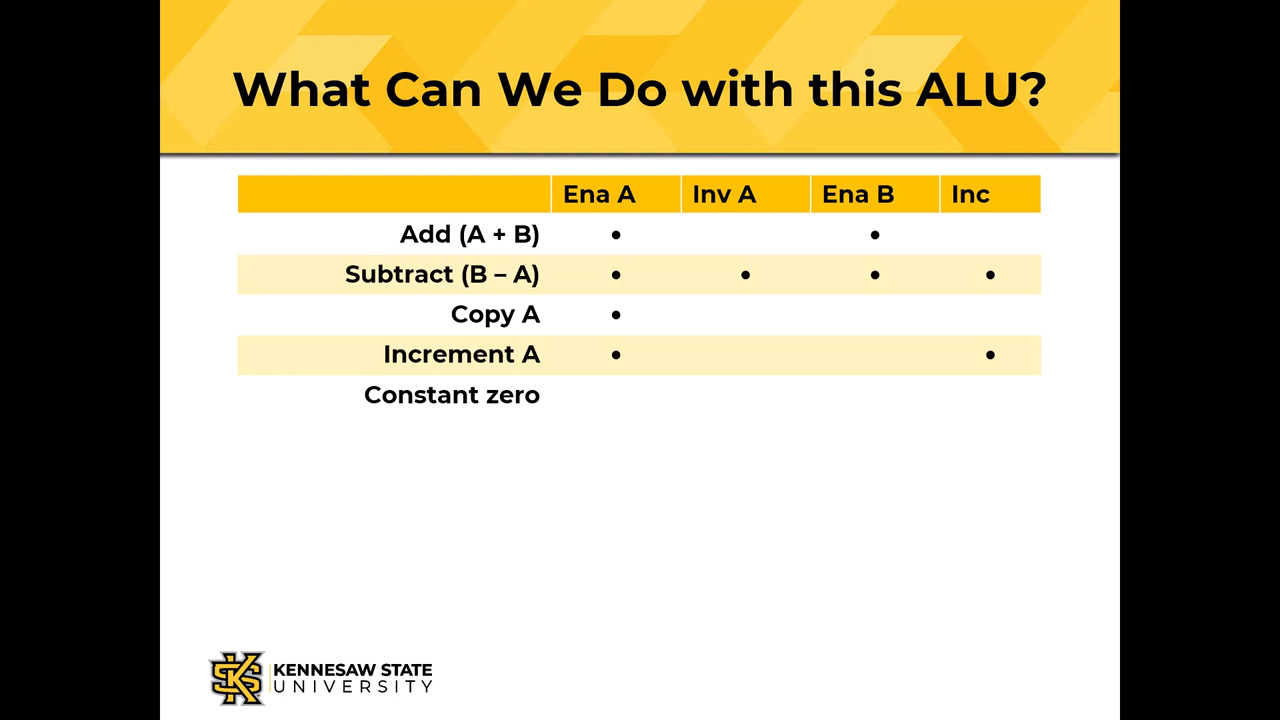 What Can We Do with this ALU?
Ena A Inv A Ena B Inc
Add (A + B) • •
Subtract (B – A) • • • •
Copy A •
Increment A • •
Constant zero
KENNESAW STATE
UNIVERSITY